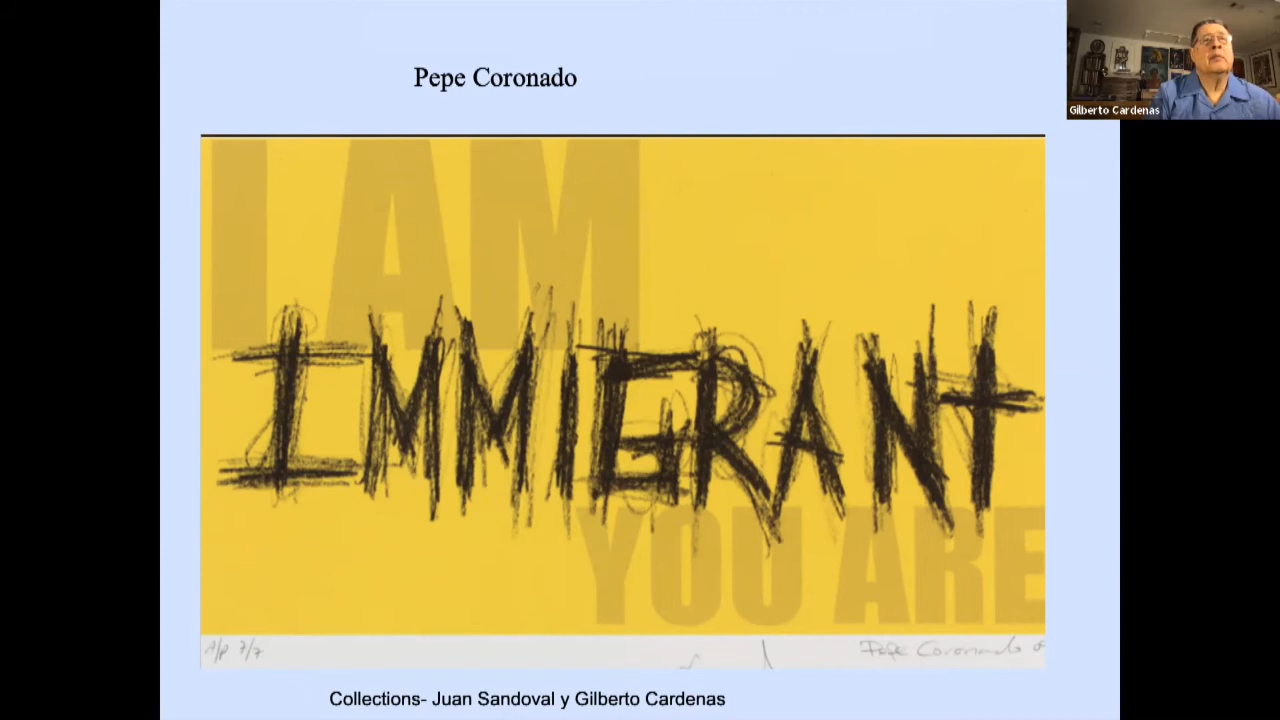 Pepe Coronado
Gilberto Cardenas
I AM
IMMIGRANT
YOU ARE
A/P 7/7
Pepe Coronado
Collections- Juan Sandoval y Gilberto Cardenas